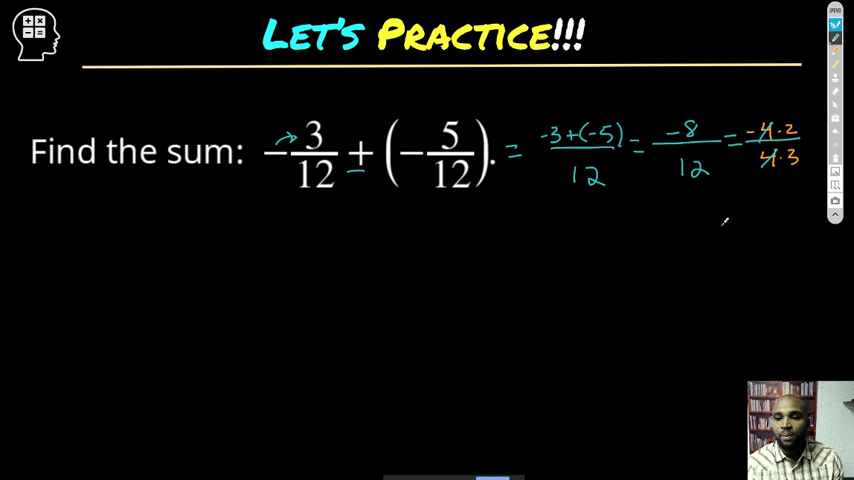 LET'S PRACTICE!!!
Find the sum: −3/12 + (−5/12). = -3+(-5)/12 = -8/12 = -4·2/4·3